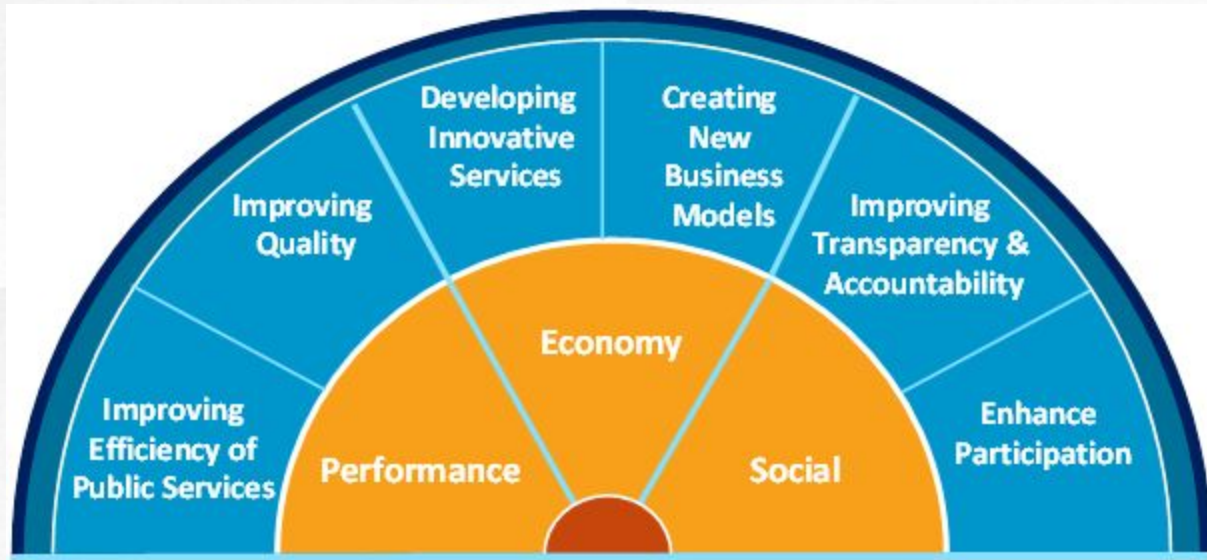 Developing
Innovative
Services
Creating
New
Business
Models
Improving
Quality
Improving
Transparency &
Accountability
Economy
Improving
Efficiency of
Public Services
Performance
Social
Enhance
Participation